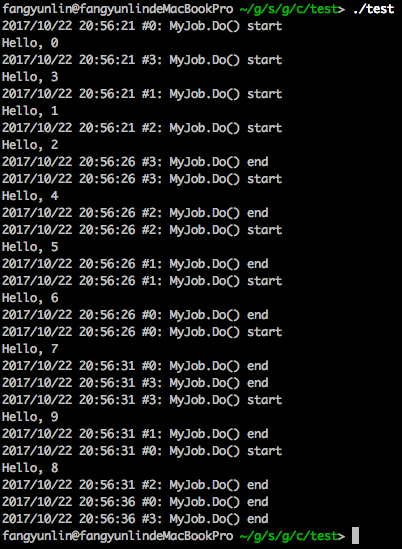 fangyunlin@fangyunlindeMacBookPro ~/g/s/g/c/test> ./test
2017/10/22 20:56:21 #0: MyJob.Do() start
Hello, 0
2017/10/22 20:56:21 #3: MyJob.Do() start
Hello, 3
2017/10/22 20:56:21 #1: MyJob.Do() start
Hello, 1
2017/10/22 20:56:21 #2: MyJob.Do() start
Hello, 2
2017/10/22 20:56:26 #3: MyJob.Do() end
2017/10/22 20:56:26 #3: MyJob.Do() start
Hello, 4
2017/10/22 20:56:26 #2: MyJob.Do() end
2017/10/22 20:56:26 #2: MyJob.Do() start
Hello, 5
2017/10/22 20:56:26 #1: MyJob.Do() end
2017/10/22 20:56:26 #1: MyJob.Do() start
Hello, 6
2017/10/22 20:56:26 #0: MyJob.Do() end
2017/10/22 20:56:26 #0: MyJob.Do() start
Hello, 7
2017/10/22 20:56:31 #0: MyJob.Do() end
2017/10/22 20:56:31 #3: MyJob.Do() end
2017/10/22 20:56:31 #3: MyJob.Do() start
Hello, 9
2017/10/22 20:56:31 #1: MyJob.Do() end
2017/10/22 20:56:31 #0: MyJob.Do() start
Hello, 8
2017/10/22 20:56:31 #2: MyJob.Do() end
2017/10/22 20:56:36 #0: MyJob.Do() end
2017/10/22 20:56:36 #3: MyJob.Do() end
fangyunlin@fangyunlindeMacBookPro ~/g/s/g/c/test>